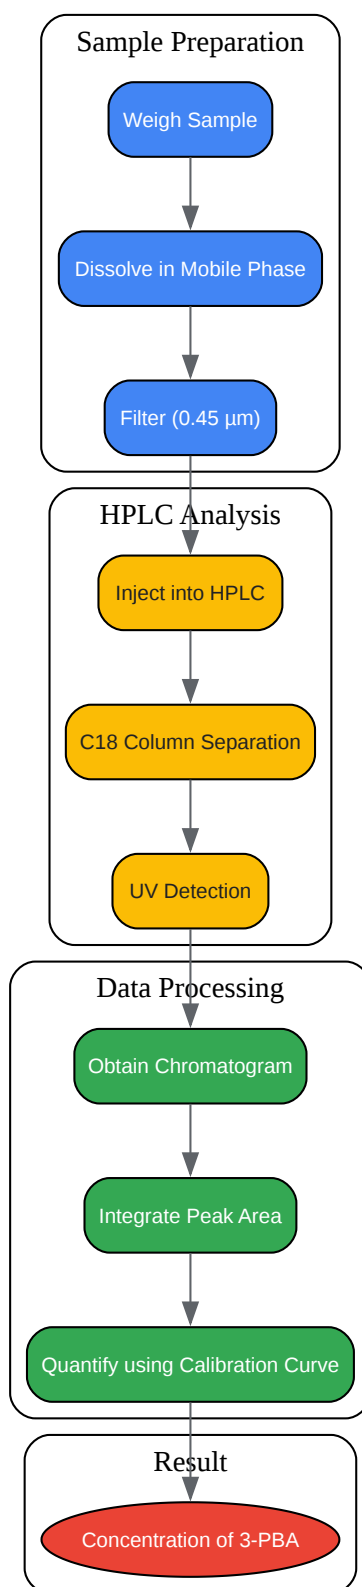 Sample Preparation
Weigh Sample
Dissolve in Mobile Phase
Filter (0.45 µm)
HPLC Analysis
Inject into HPLC
C18 Column Separation
UV Detection
Data Processing
Obtain Chromatogram
Integrate Peak Area
Quantify using Calibration Curve
Result
Concentration of 3-PBA